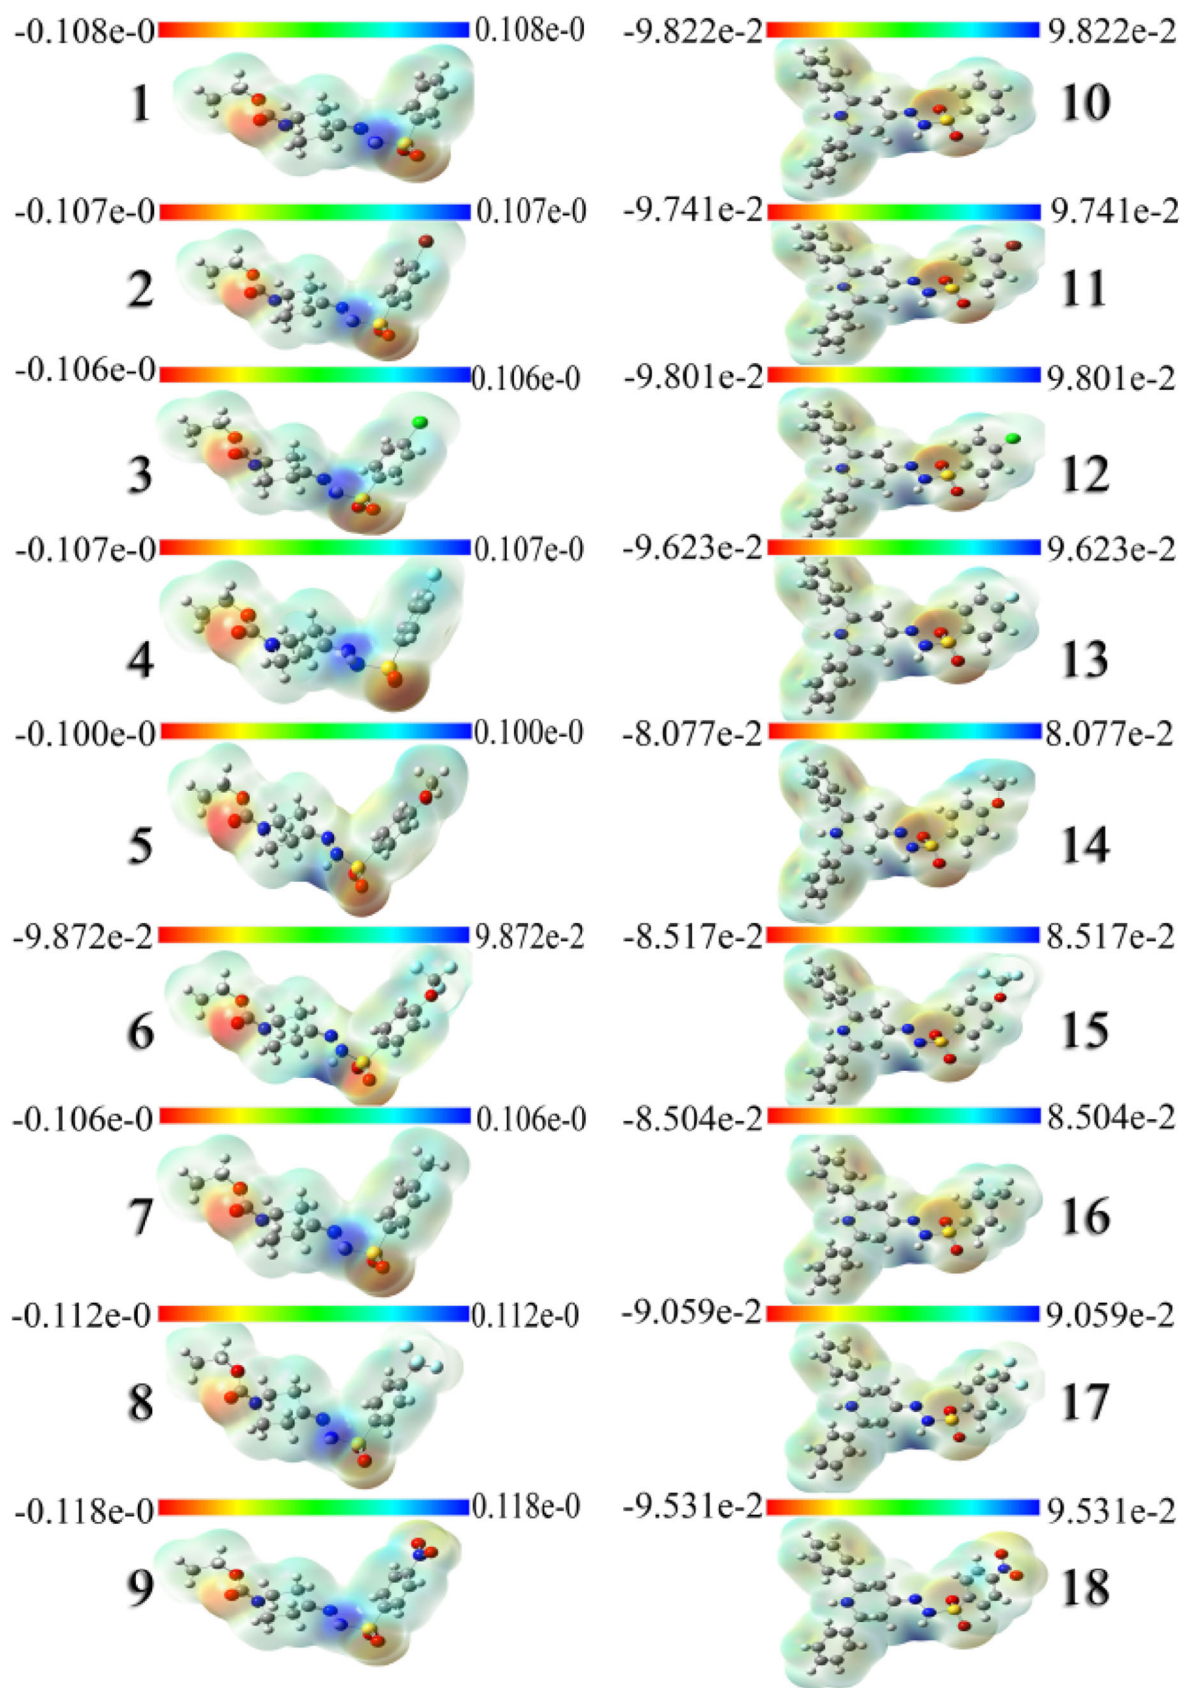 -0.108e-0 0.108e-0 -9.822e-2 9.822e-2
1 10
-0.107e-0 0.107e-0 -9.741e-2 9.741e-2
2 11
-0.106e-0 0.106e-0 -9.801e-2 9.801e-2
3 12
-0.107e-0 0.107e-0 -9.623e-2 9.623e-2
4 13
-0.100e-0 0.100e-0 -8.077e-2 8.077e-2
5 14
-9.872e-2 9.872e-2 -8.517e-2 8.517e-2
6 15
-0.106e-0 0.106e-0 -8.504e-2 8.504e-2
7 16
-0.112e-0 0.112e-0 -9.059e-2 9.059e-2
8 17
-0.118e-0 0.118e-0 -9.531e-2 9.531e-2
9 18